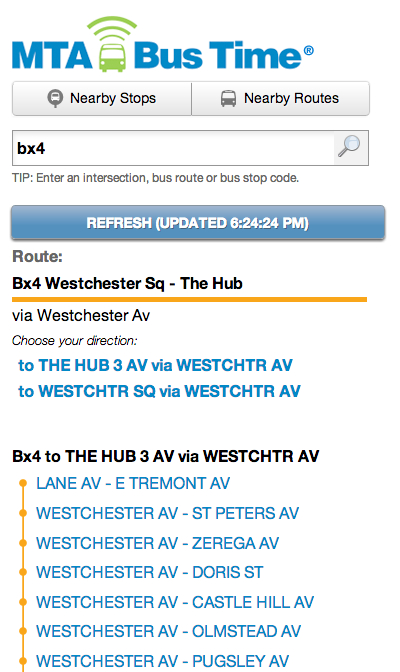 MTA Bus Time®
Nearby Stops
Nearby Routes
bx4
TIP: Enter an intersection, bus route or bus stop code.
REFRESH (UPDATED 6:24:24 PM)
Route:
Bx4 Westchester Sq - The Hub
via Westchester Av
Choose your direction:
to THE HUB 3 AV via WESTCHTR AV
to WESTCHTR SQ via WESTCHTR AV
Bx4 to THE HUB 3 AV via WESTCHTR AV
LANE AV - E TREMONT AV
WESTCHESTER AV - ST PETERS AV
WESTCHESTER AV - ZEREGA AV
WESTCHESTER AV - DORIS ST
WESTCHESTER AV - CASTLE HILL AV
WESTCHESTER AV - OLMSTEAD AV
WESTCHESTER AV - PUGSLEY AV